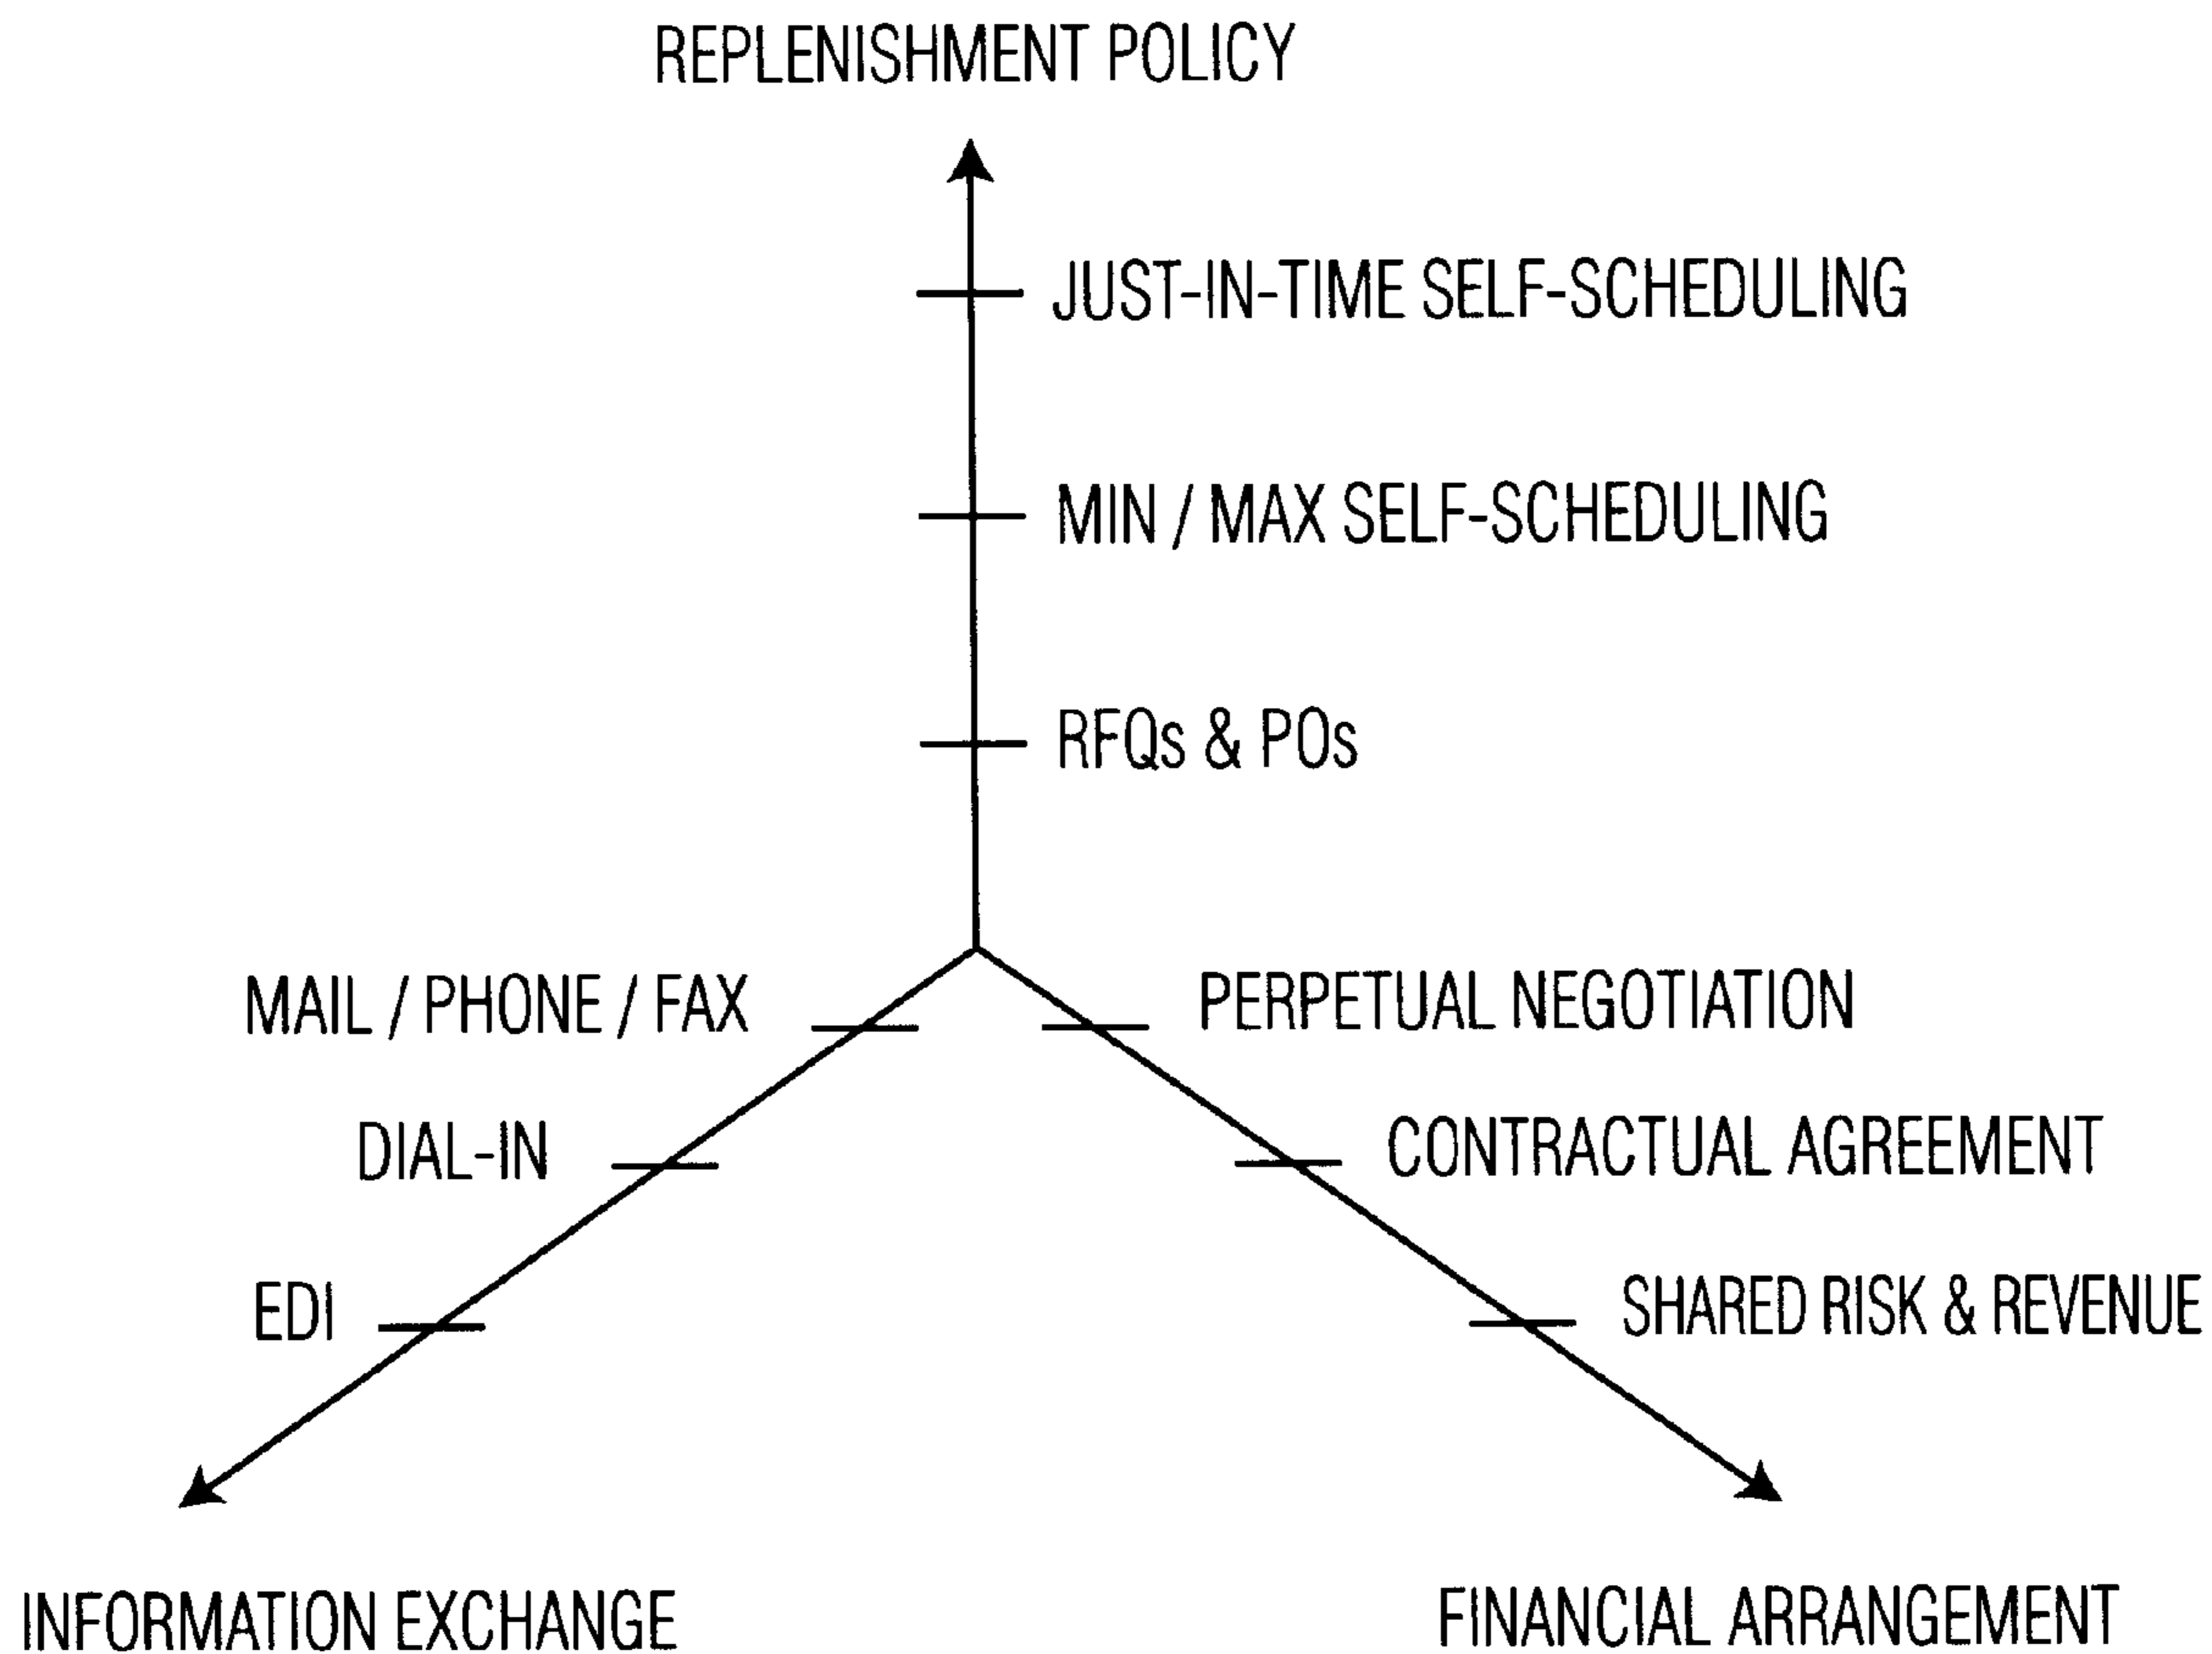 REPLENISHMENT POLICY
JUST-IN-TIME SELF-SCHEDULING
MIN / MAX SELF-SCHEDULING
RFQs & POs
MAIL / PHONE / FAX
PERPETUAL NEGOTIATION
DIAL-IN
CONTRACTUAL AGREEMENT
EDI
SHARED RISK & REVENUE
INFORMATION EXCHANGE
FINANCIAL ARRANGEMENT